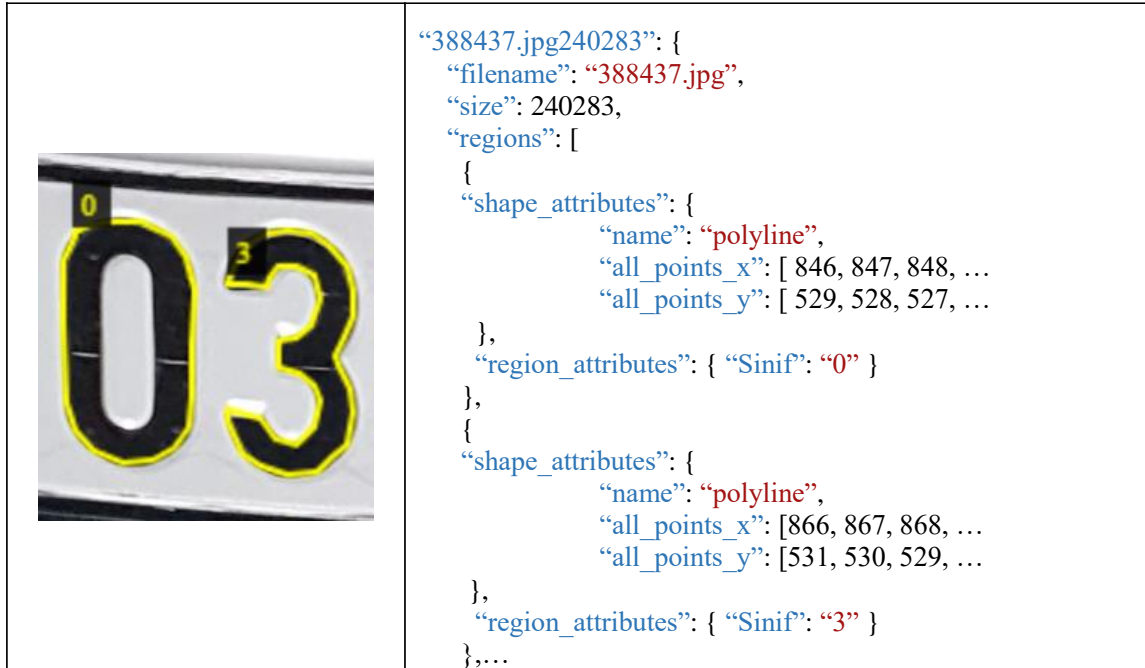 0
3
03
“388437.jpg240283”: {
“filename”: “388437.jpg”,
“size”: 240283,
“regions”: [
{
“shape_attributes”: {
“name”: “polyline”,
“all_points_x”: [ 846, 847, 848, …
“all_points_y”: [ 529, 528, 527, …
},
“region_attributes”: { “Sinif”: “0” }
},
{
“shape_attributes”: {
“name”: “polyline”,
“all_points_x”: [866, 867, 868, …
“all_points_y”: [531, 530, 529, …
},
“region_attributes”: { “Sinif”: “3” }
},…